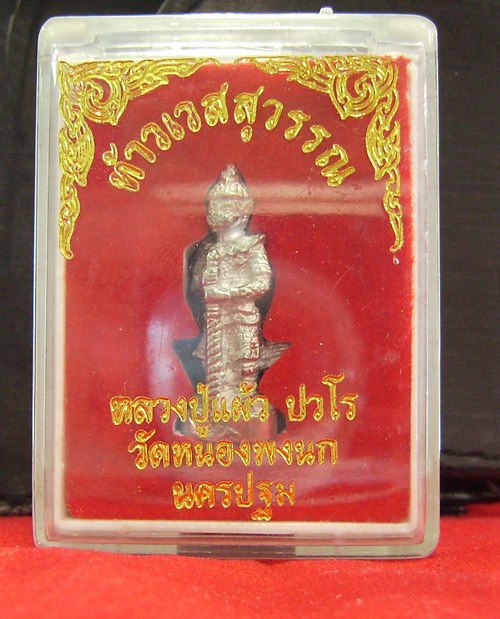 ท้าวเวสสุวรรณ
หลวงปู่แผ้ว ปวโร
วัดหนองพงนก
นครปฐม